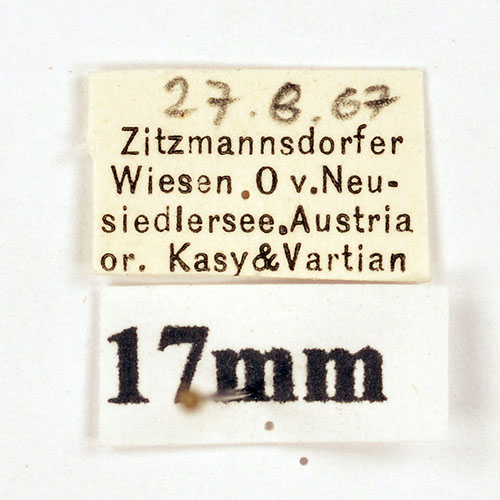 27.8.67
Zitzmannsdorfer
Wiesen.O v.Neu-
siedlersee.Austria
or. Kasy&Vartian
17mm